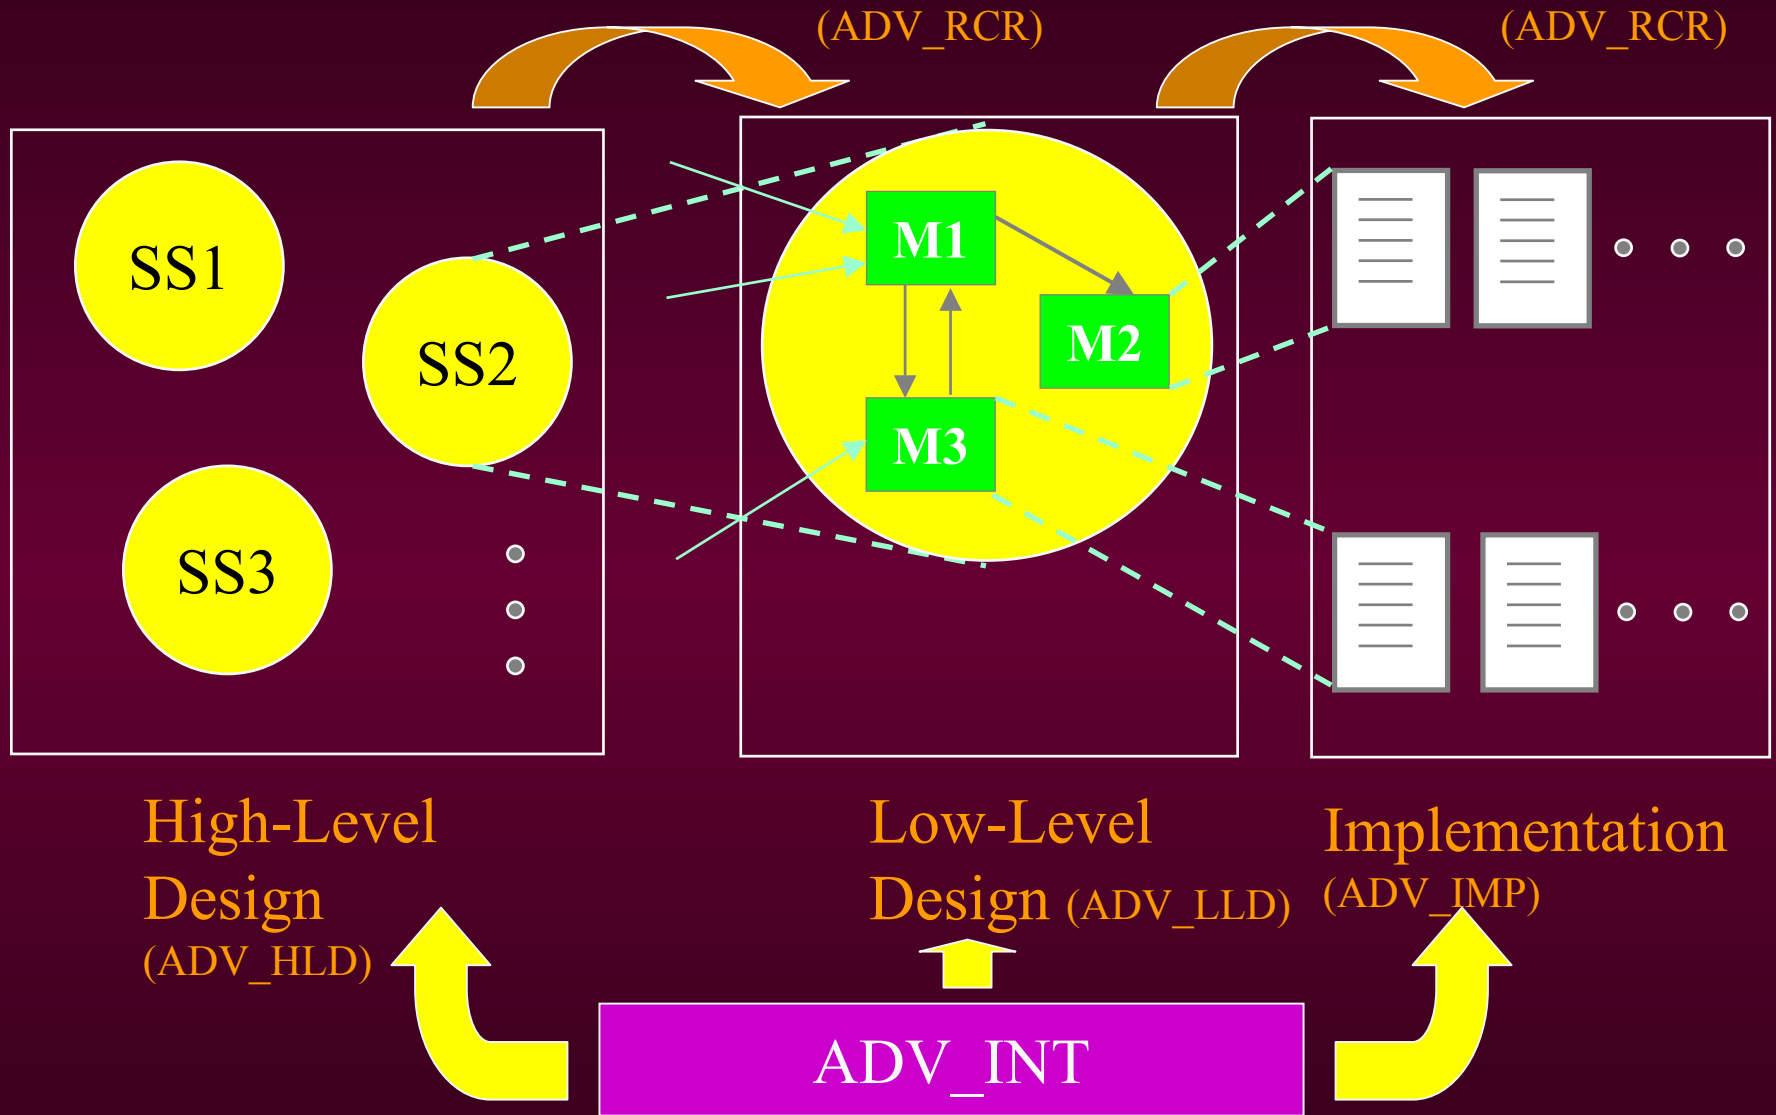 (ADV_RCR)
(ADV_RCR)
SS1
SS2
SS3
M1
M2
M3
High-Level
Design
(ADV_HLD)
Low-Level
Design (ADV_LLD)
Implementation
(ADV_IMP)
ADV_INT